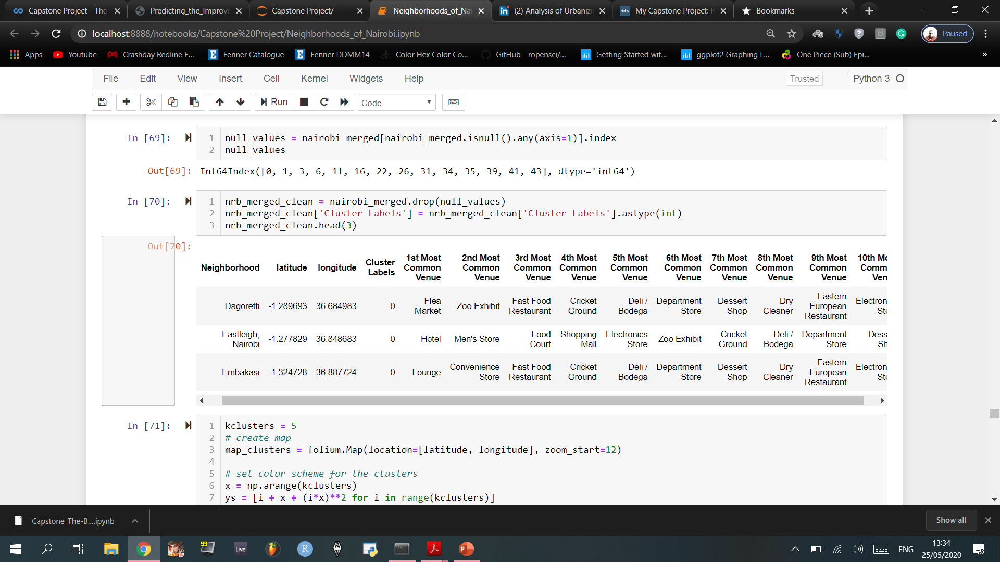 Capstone Project - The
Predicting_the_Improve
Capstone Project/
Neighborhoods_of_Nai
(2) Analysis of Urbanizi
tds My Capstone Project: R
Bookmarks
localhost:8888/notebooks/Capstone%20Project/Neighborhoods_of_Nairobi.ipynb
Paused
Apps
Youtube
Crashday Redline E...
Fenner Catalogue
Fenner DDMM14
ch Color Hex Color Co...
GitHub - ropensci/...
Getting Started wit...
ggplot2 Graphing L...
One Piece (Sub) Epi...
»
File Edit View Insert Cell Kernel Widgets Help
Trusted
Python 3
Run
Code
In [69]:
1 null_values = nairobi_merged[nairobi_merged.isnull().any(axis=1)].index
2 null_values
Out[69]: Int64Index([0, 1, 3, 6, 11, 16, 22, 26, 31, 34, 35, 39, 41, 43], dtype='int64')
In [70]:
1 nrb_merged_clean = nairobi_merged.drop(null_values)
2 nrb_merged_clean['Cluster Labels'] = nrb_merged_clean['Cluster Labels'].astype(int)
3 nrb_merged_clean.head(3)
Out[70]:
Neighborhood latitude longitude Cluster Labels 1st Most Common Venue 2nd Most Common Venue 3rd Most Common Venue 4th Most Common Venue 5th Most Common Venue 6th Most Common Venue 7th Most Common Venue 8th Most Common Venue 9th Most Common Venue 10th Mo Comm Ven
Dagoretti -1.289693 36.684983 0 Flea Market Zoo Exhibit Fast Food Restaurant Cricket Ground Deli / Bodega Department Store Dessert Shop Dry Cleaner Eastern European Restaurant Electron Sto
Eastleigh, Nairobi -1.277829 36.848683 0 Hotel Men's Store Food Court Shopping Mall Electronics Store Zoo Exhibit Cricket Ground Deli / Bodega Department Store Dess Sh
Embakasi -1.324728 36.887724 0 Lounge Convenience Store Fast Food Restaurant Cricket Ground Deli / Bodega Department Store Dessert Shop Dry Cleaner Eastern European Restaurant Electron Sto
In [71]:
1 kclusters = 5
2 # create map
3 map_clusters = folium.Map(location=[latitude, longitude], zoom_start=12)
4
5 # set color scheme for the clusters
6 x = np.arange(kclusters)
7 ys = [i + x + (i*x)**2 for i in range(kclusters)]
Capstone_The-B....ipynb
Show all
99
Live
R
P
ENG
13:34
25/05/2020